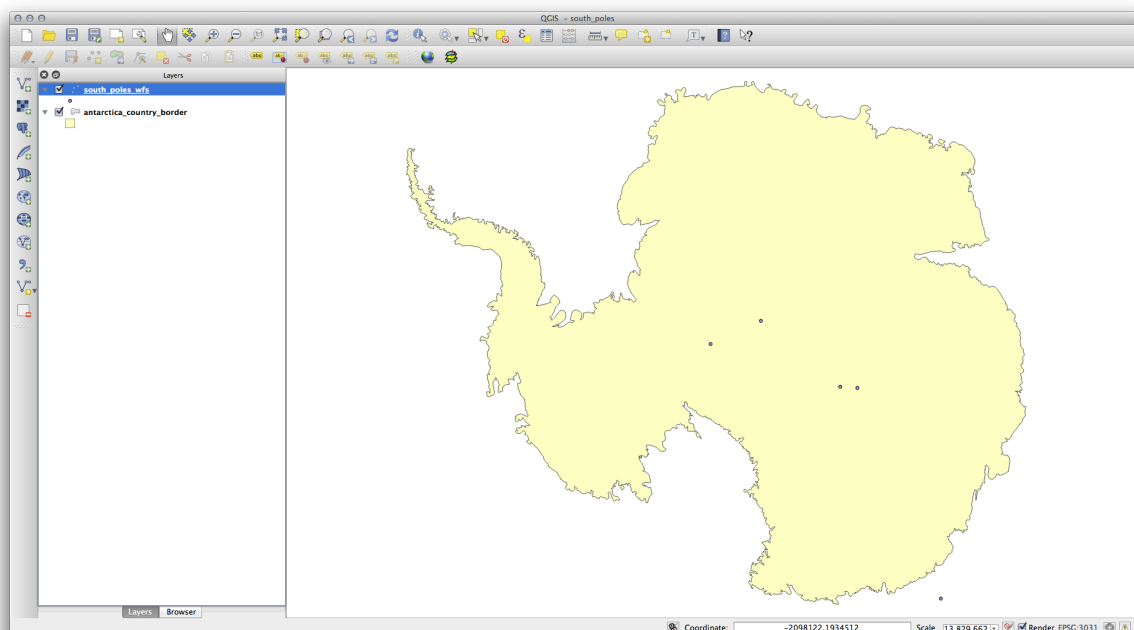 QGIS - south_poles
Layers
south_poles_wfs
antarctica_country_border
Layers Browser
Coordinate: -2098122,1934512 Scale 13,829,662 Render EPSG:3031